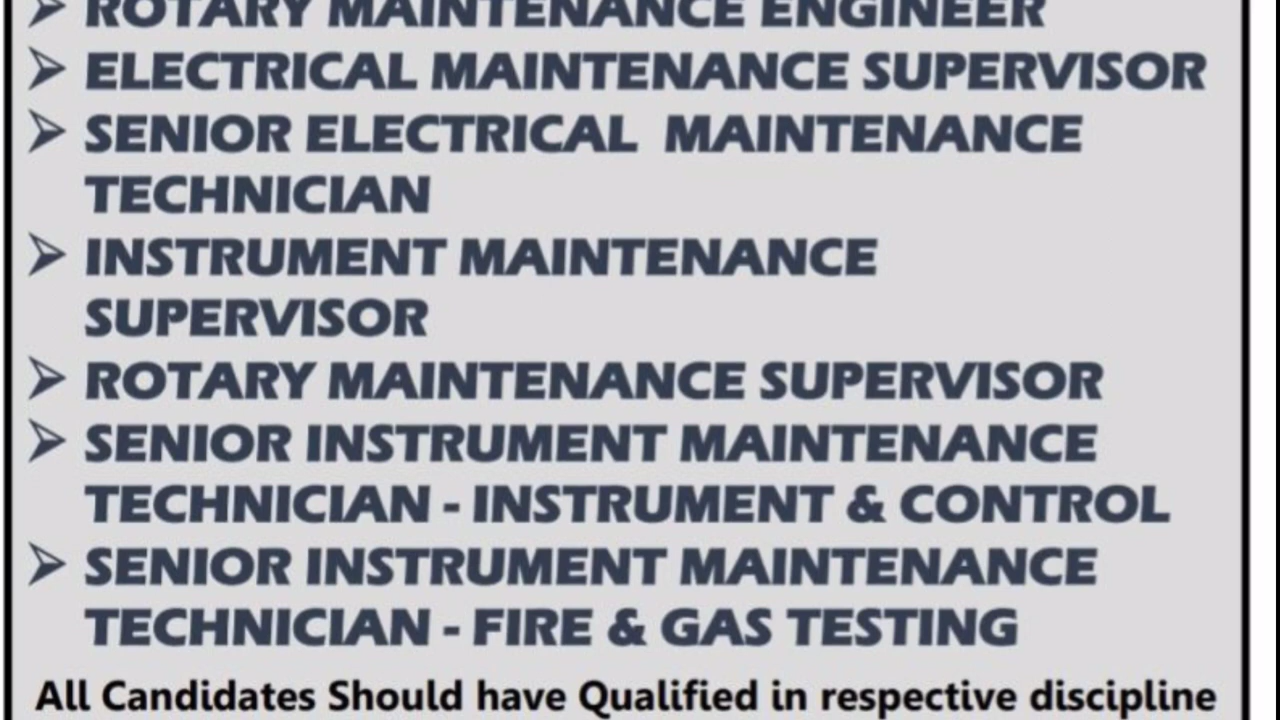 ROTARY MAINTENANCE ENGINEER
ELECTRICAL MAINTENANCE SUPERVISOR
SENIOR ELECTRICAL MAINTENANCE
TECHNICIAN
INSTRUMENT MAINTENANCE
SUPERVISOR
ROTARY MAINTENANCE SUPERVISOR
SENIOR INSTRUMENT MAINTENANCE
TECHNICIAN - INSTRUMENT & CONTROL
SENIOR INSTRUMENT MAINTENANCE
TECHNICIAN - FIRE & GAS TESTING
All Candidates Should have Qualified in respective discipline